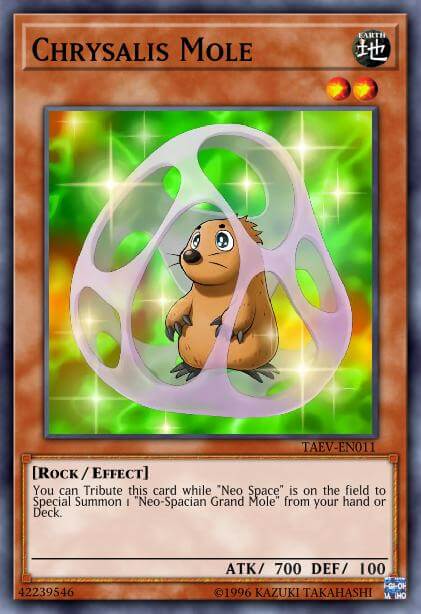 Chrysalis Mole
EARTH
地
TAEV-EN011
[Rock / Effect]
You can Tribute this card while "Neo Space" is on the field to
Special Summon 1 "Neo-Spacian Grand Mole" from your hand or
Deck.
ATK/ 700 DEF/ 100
42239546
©1996 KAZUKI TAKAHASHI